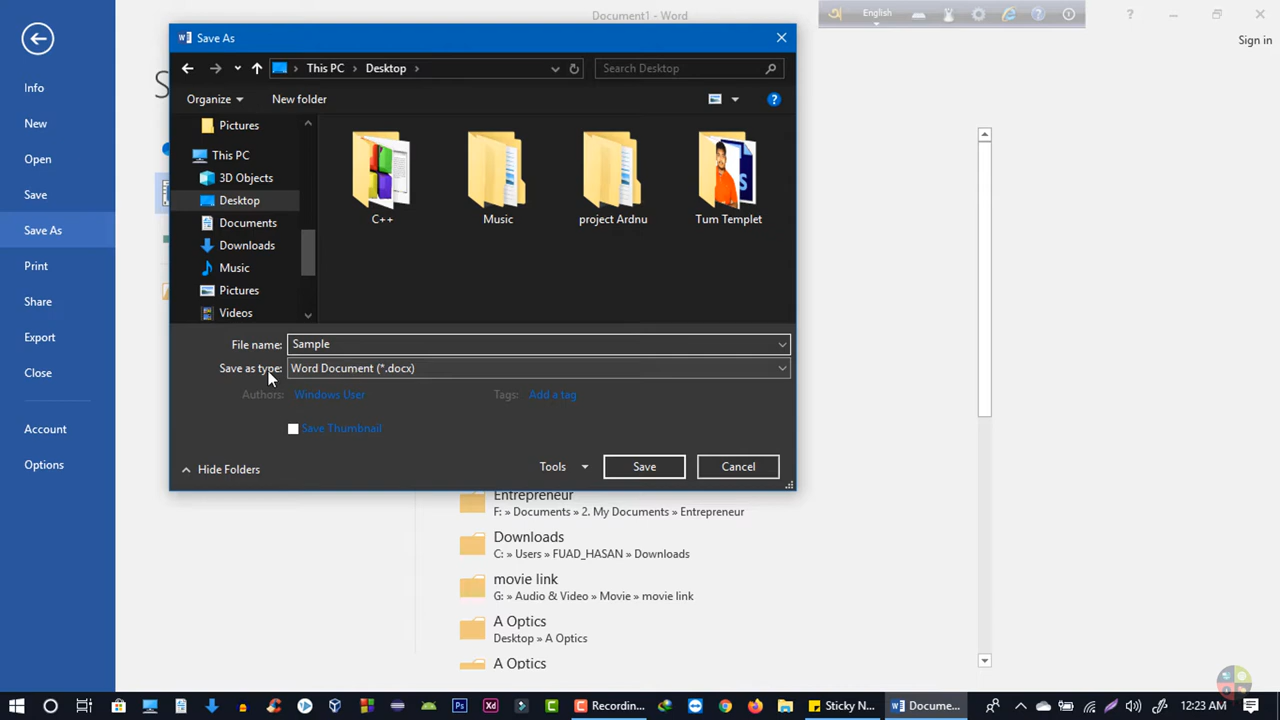 Document1 - Word
English
Sign in
Info
New
Open
Save
Save As
Print
Share
Export
Close
Account
Options
Save As
This PC
Desktop
Search Desktop
Organize
New folder
Pictures
This PC
3D Objects
Desktop
Documents
Downloads
Music
Pictures
Videos
C++
Music
project Ardnu
Tum Templet
File name: Sample
Save as type: Word Document (*.docx)
Authors: Windows User
Tags: Add a tag
Save Thumbnail
Hide Folders
Tools
Save
Cancel
Entrepreneur
F: » Documents » 2. My Documents » Entrepreneur
Downloads
C: » Users » FUAD_HASAN » Downloads
movie link
G: » Audio & Video » Movie » movie link
A Optics
Desktop » A Optics
A Optics
Recording...
Sticky N...
Docume...
12:23 AM